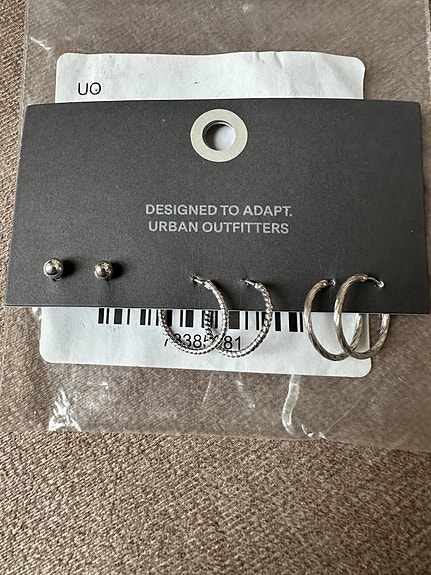 UO
DESIGNED TO ADAPT.
URBAN OUTFITTERS